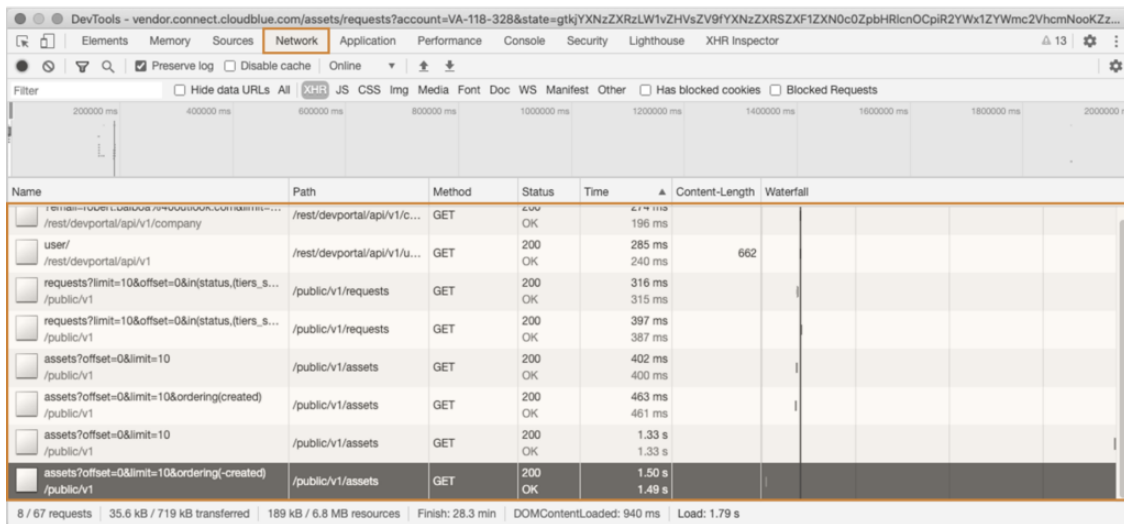 DevTools - vendor.connect.cloudblue.com/assets/requests?account=VA-118-328&state=gtkjYXNzZXRzLW1vZHVsZV9fYXNzZXRSZXF1ZXN0c0ZpbHRlcnOCpiR2YWx1ZYWmc2VhcmNooKZz...
Elements Memory Sources Network Application Performance Console Security Lighthouse XHR Inspector 13
Preserve log Disable cache Online
Filter Hide data URLs All XHR JS CSS Img Media Font Doc WS Manifest Other Has blocked cookies Blocked Requests
200000 ms 400000 ms 600000 ms 800000 ms 1000000 ms 1200000 ms 1400000 ms 1600000 ms 1800000 ms 2000000
Name Path Method Status Time Content-Length Waterfall
/rest/devportal/api/v1/c... GET 200 274 ms
/rest/devportal/api/v1/company OK 196 ms
user/ /rest/devportal/api/v1/u... GET 200 285 ms 662
/rest/devportal/api/v1 OK 240 ms
requests?limit=10&offset=0&in(status,(tiers_s... /public/v1/requests GET 200 316 ms
/public/v1 OK 315 ms
requests?limit=10&offset=0&in(status,(tiers_s... /public/v1/requests GET 200 397 ms
/public/v1 OK 387 ms
assets?offset=0&limit=10 /public/v1/assets GET 200 402 ms
/public/v1 OK 400 ms
assets?offset=0&limit=10&ordering(created) /public/v1/assets GET 200 463 ms
/public/v1 OK 461 ms
assets?offset=0&limit=10 /public/v1/assets GET 200 1.33 s
/public/v1 OK 1.33 s
assets?offset=0&limit=10&ordering(-created) /public/v1/assets GET 200 1.50 s
/public/v1 OK 1.49 s
8 / 67 requests 35.6 kB / 719 kB transferred 189 kB / 6.8 MB resources Finish: 28.3 min DOMContentLoaded: 940 ms Load: 1.79 s